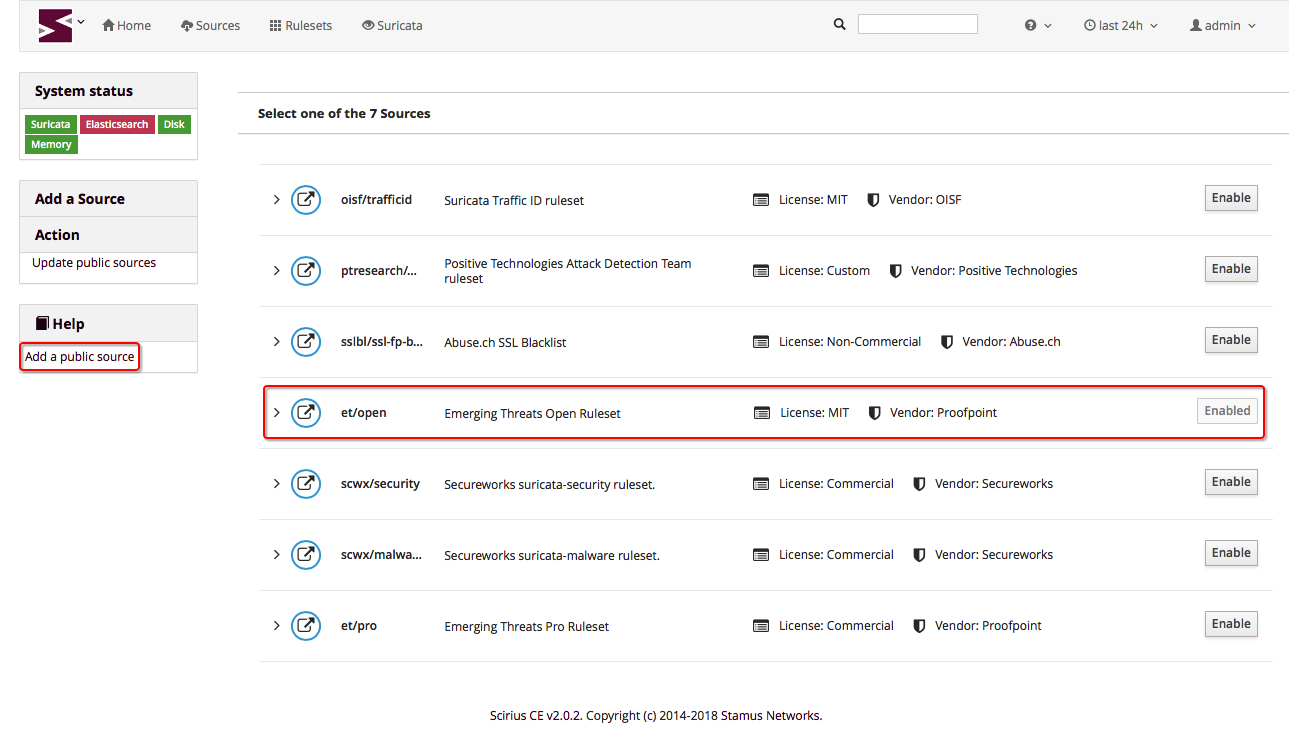 Home Sources Rulesets Suricata last 24h admin
System status
Suricata Elasticsearch Disk
Memory
Add a Source
Action
Update public sources
Help
Add a public source
Select one of the 7 Sources
oisf/trafficid Suricata Traffic ID ruleset License: MIT Vendor: OISF Enable
ptresearch/... Positive Technologies Attack Detection Team
ruleset License: Custom Vendor: Positive Technologies Enable
sslbl/ssl-fp-b... Abuse.ch SSL Blacklist License: Non-Commercial Vendor: Abuse.ch Enable
et/open Emerging Threats Open Ruleset License: MIT Vendor: Proofpoint Enabled
scwx/security Secureworks suricata-security ruleset. License: Commercial Vendor: Secureworks Enable
scwx/malwa... Secureworks suricata-malware ruleset. License: Commercial Vendor: Secureworks Enable
et/pro Emerging Threats Pro Ruleset License: Commercial Vendor: Proofpoint Enable
Scirius CE v2.0.2. Copyright (c) 2014-2018 Stamus Networks.